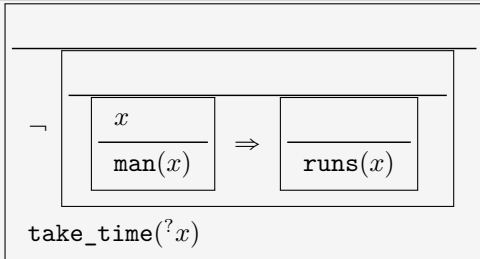 x
¬ man(x) ⇒ runs(x)
take_time(?x)